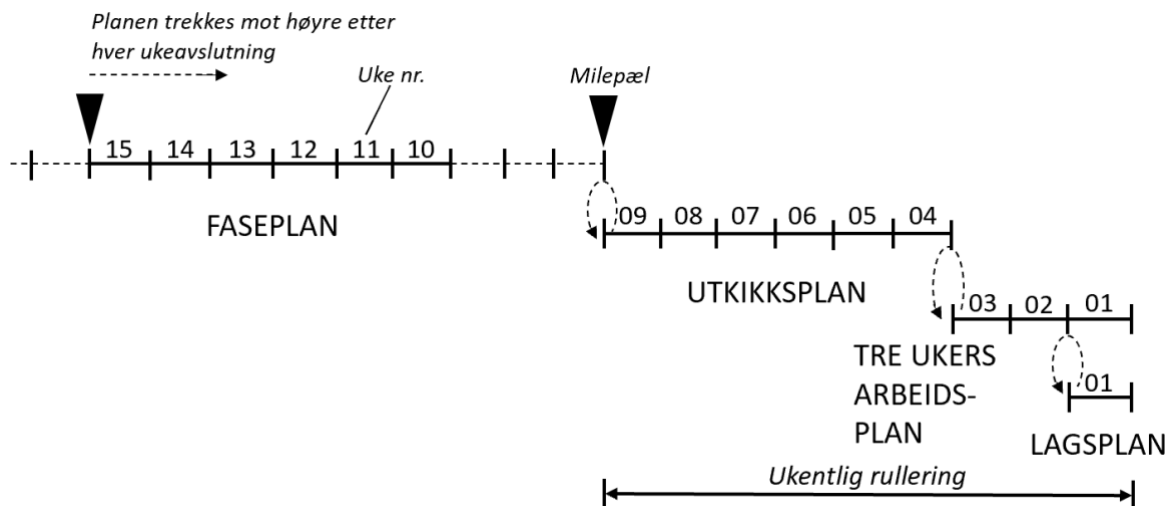 Planen trekkes mot høyre etter
hver ukeavslutning
Uke nr.
Milepæl
15 14 13 12 11 10
FASEPLAN
09 08 07 06 05 04
UTKIKKSPLAN
03 02 01
TRE UKERS
ARBEIDS-
PLAN
01
LAGSPLAN
Ukentlig rullering